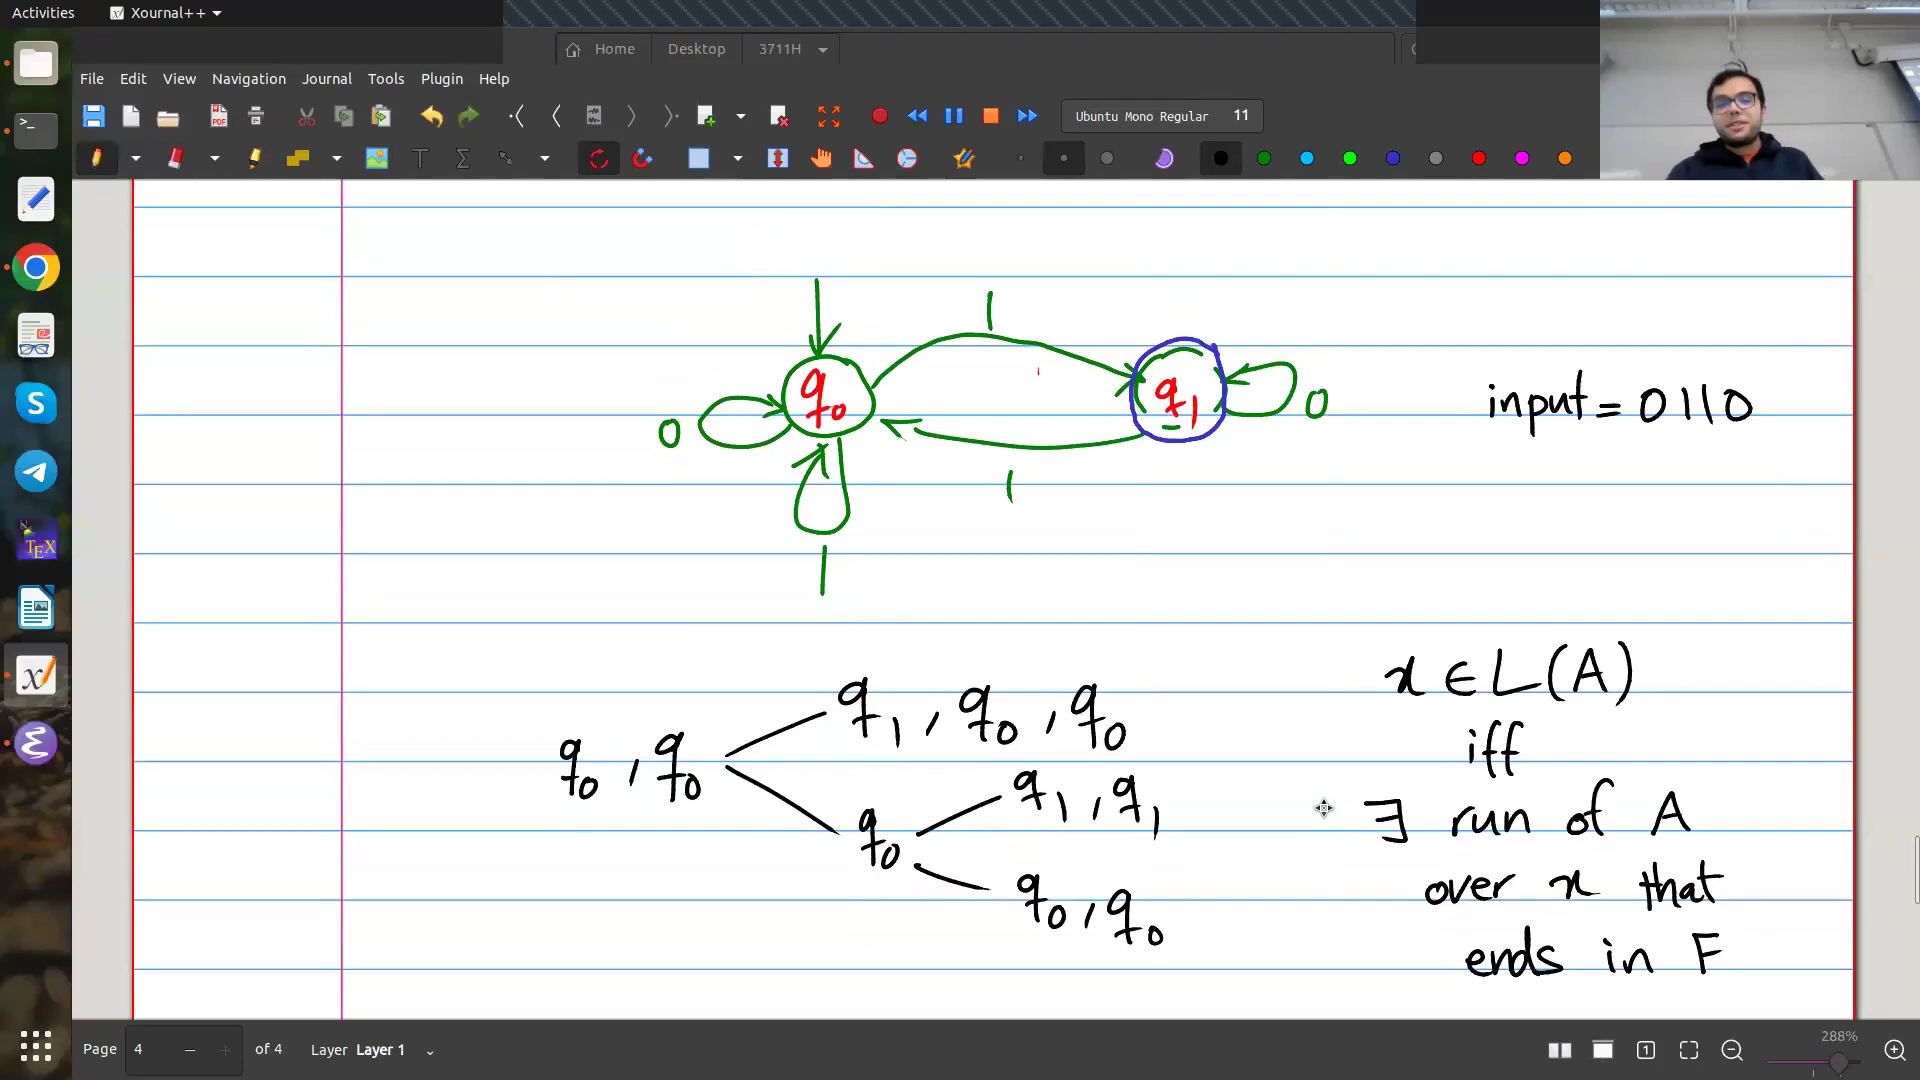 Activities Xournal++
Home Desktop 3711H
File Edit View Navigation Journal Tools Plugin Help
Ubuntu Mono Regular 11
1
q0 q1
0 0
1
1
input = 0110
q0, q0
q1, q0, q0
q0
q1, q1
q0, q0
x ∈ L(A)
iff
∃ run of A
over x that
ends in F
Page 4 of 4 Layer Layer 1
288%